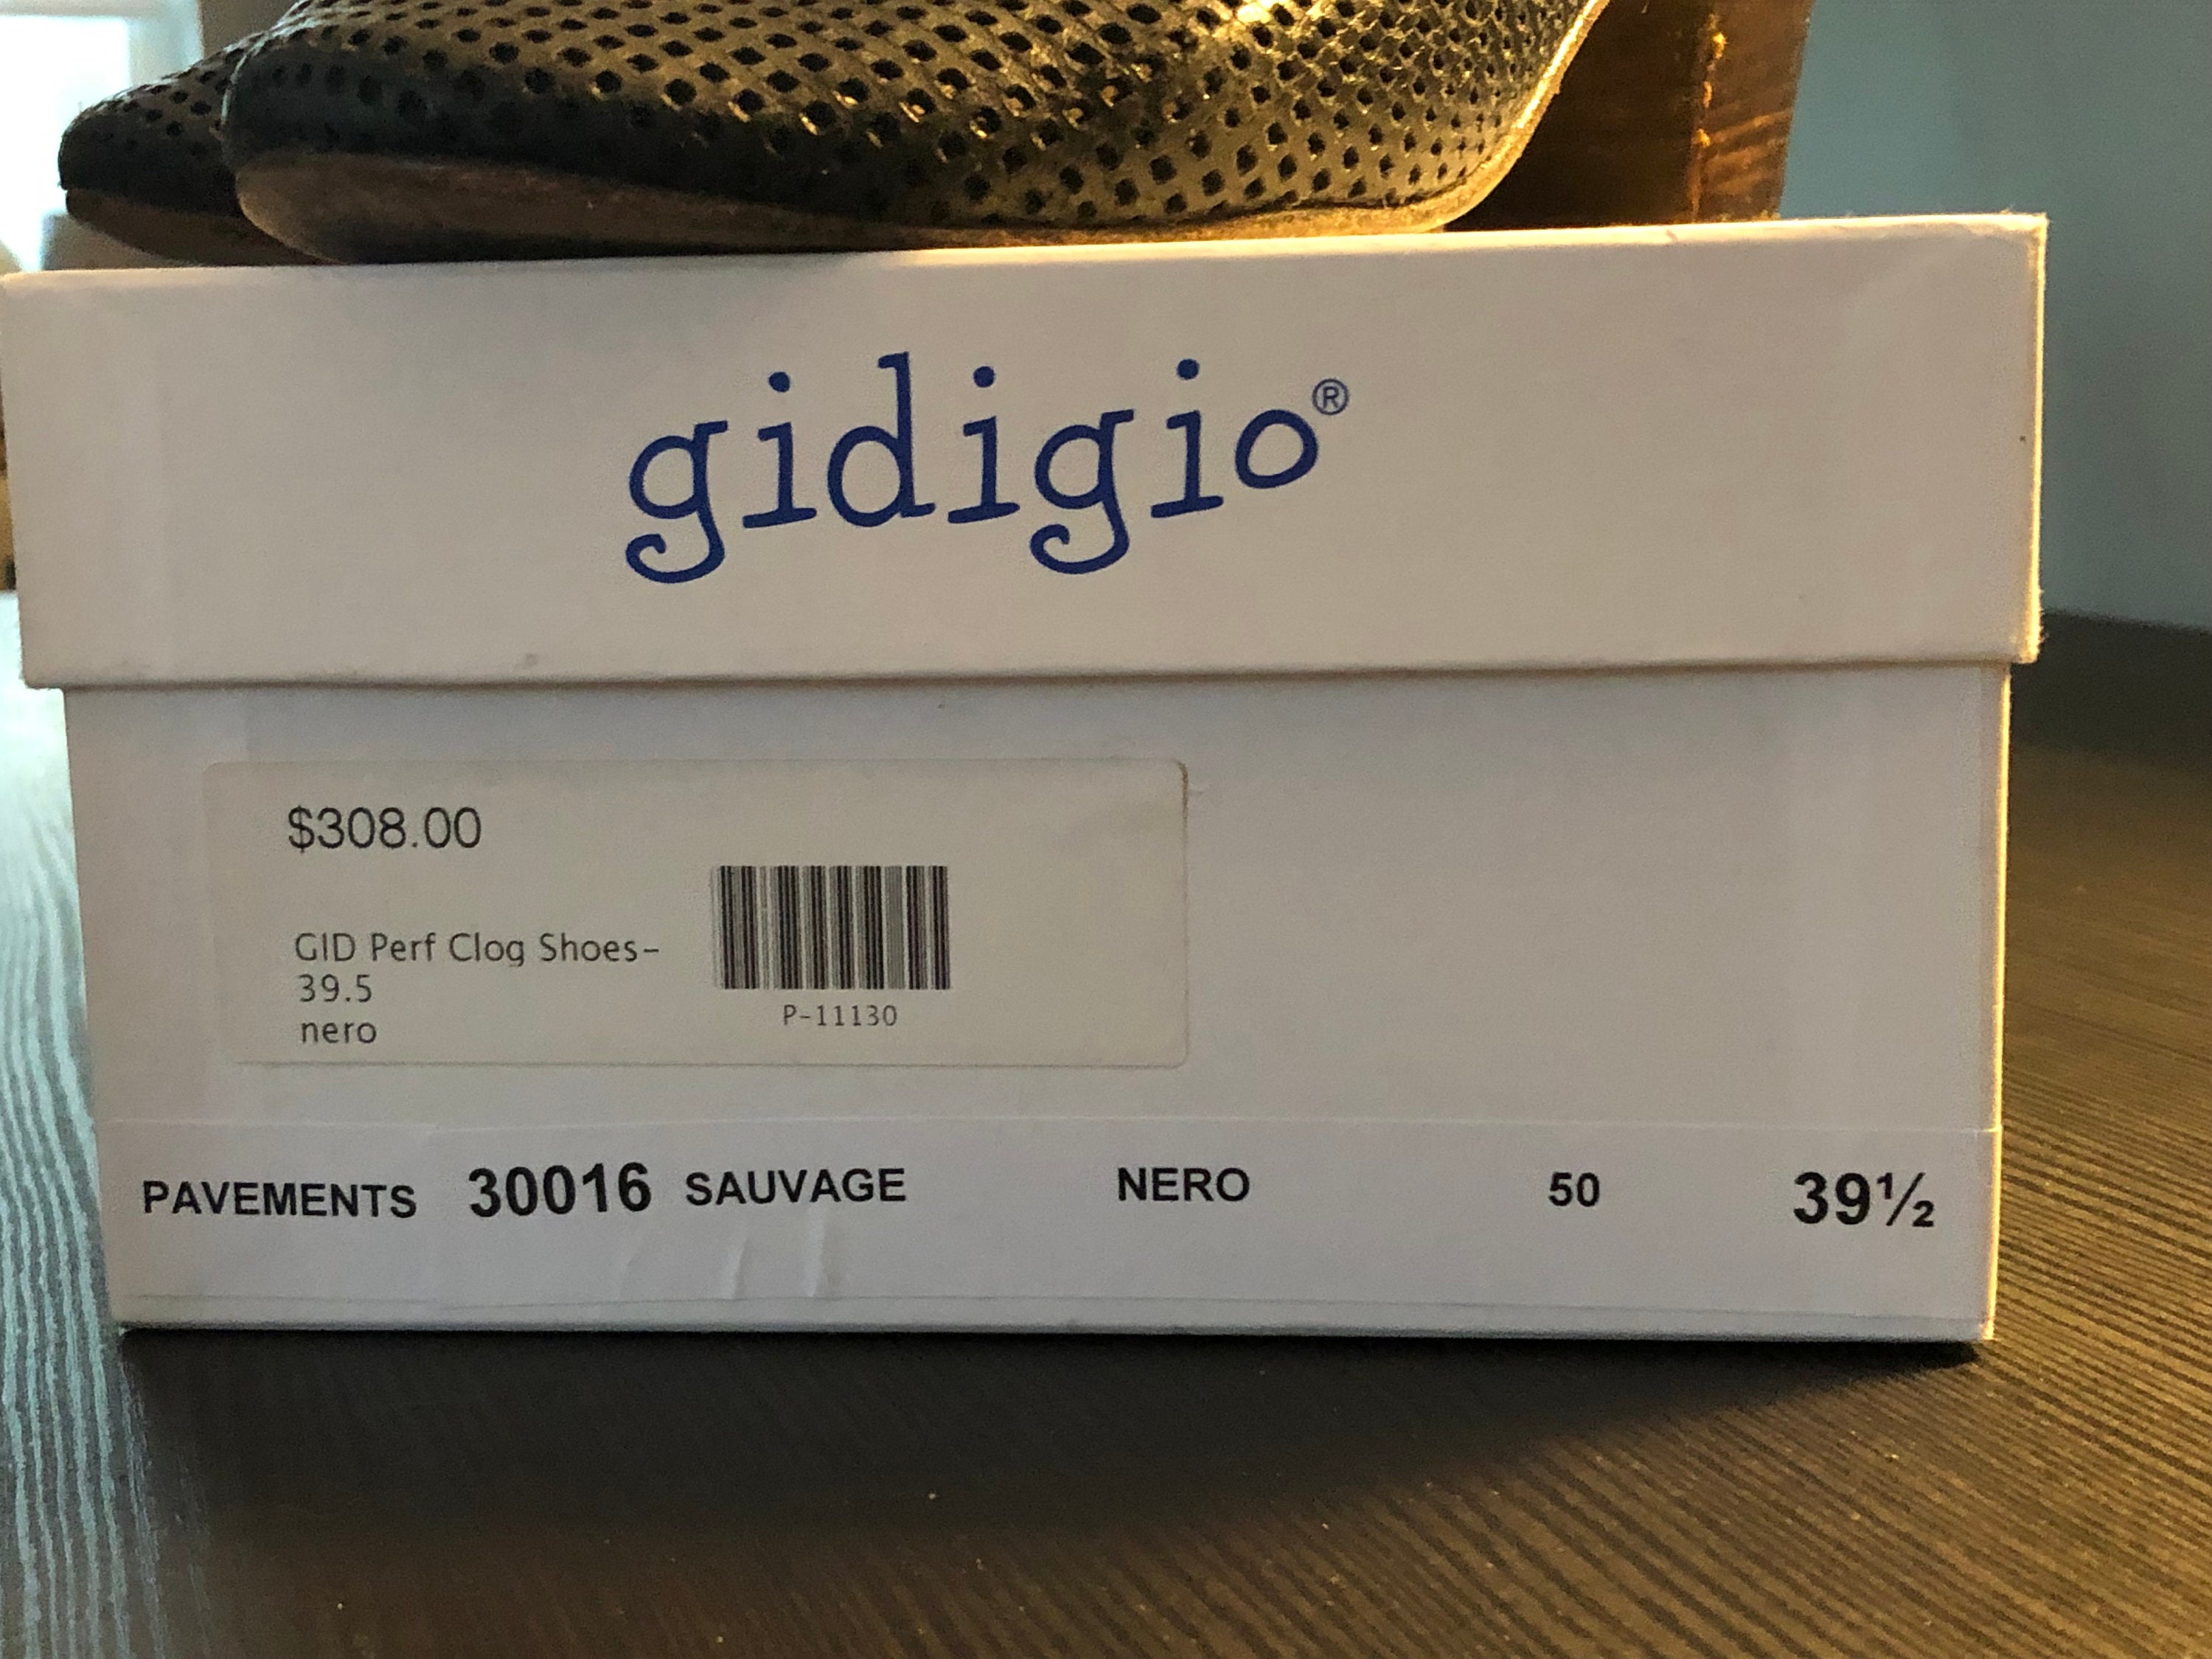 gidigio®
$308.00
GID Perf Clog Shoes-
39.5
nero
P-11130
PAVEMENTS 30016 SAUVAGE NERO 50 39½